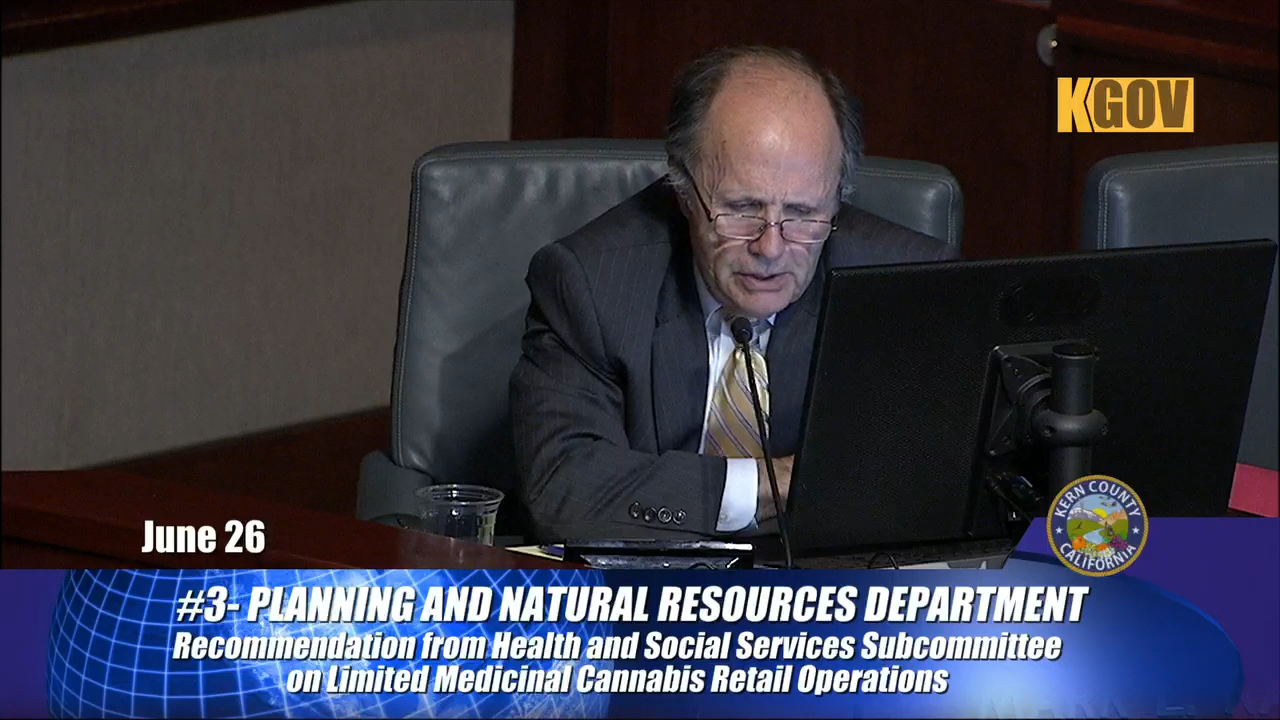 KGOV
June 26
KERN COUNTY
CALIFORNIA
#3- PLANNING AND NATURAL RESOURCES DEPARTMENT
Recommendation from Health and Social Services Subcommittee
on Limited Medicinal Cannabis Retail Operations